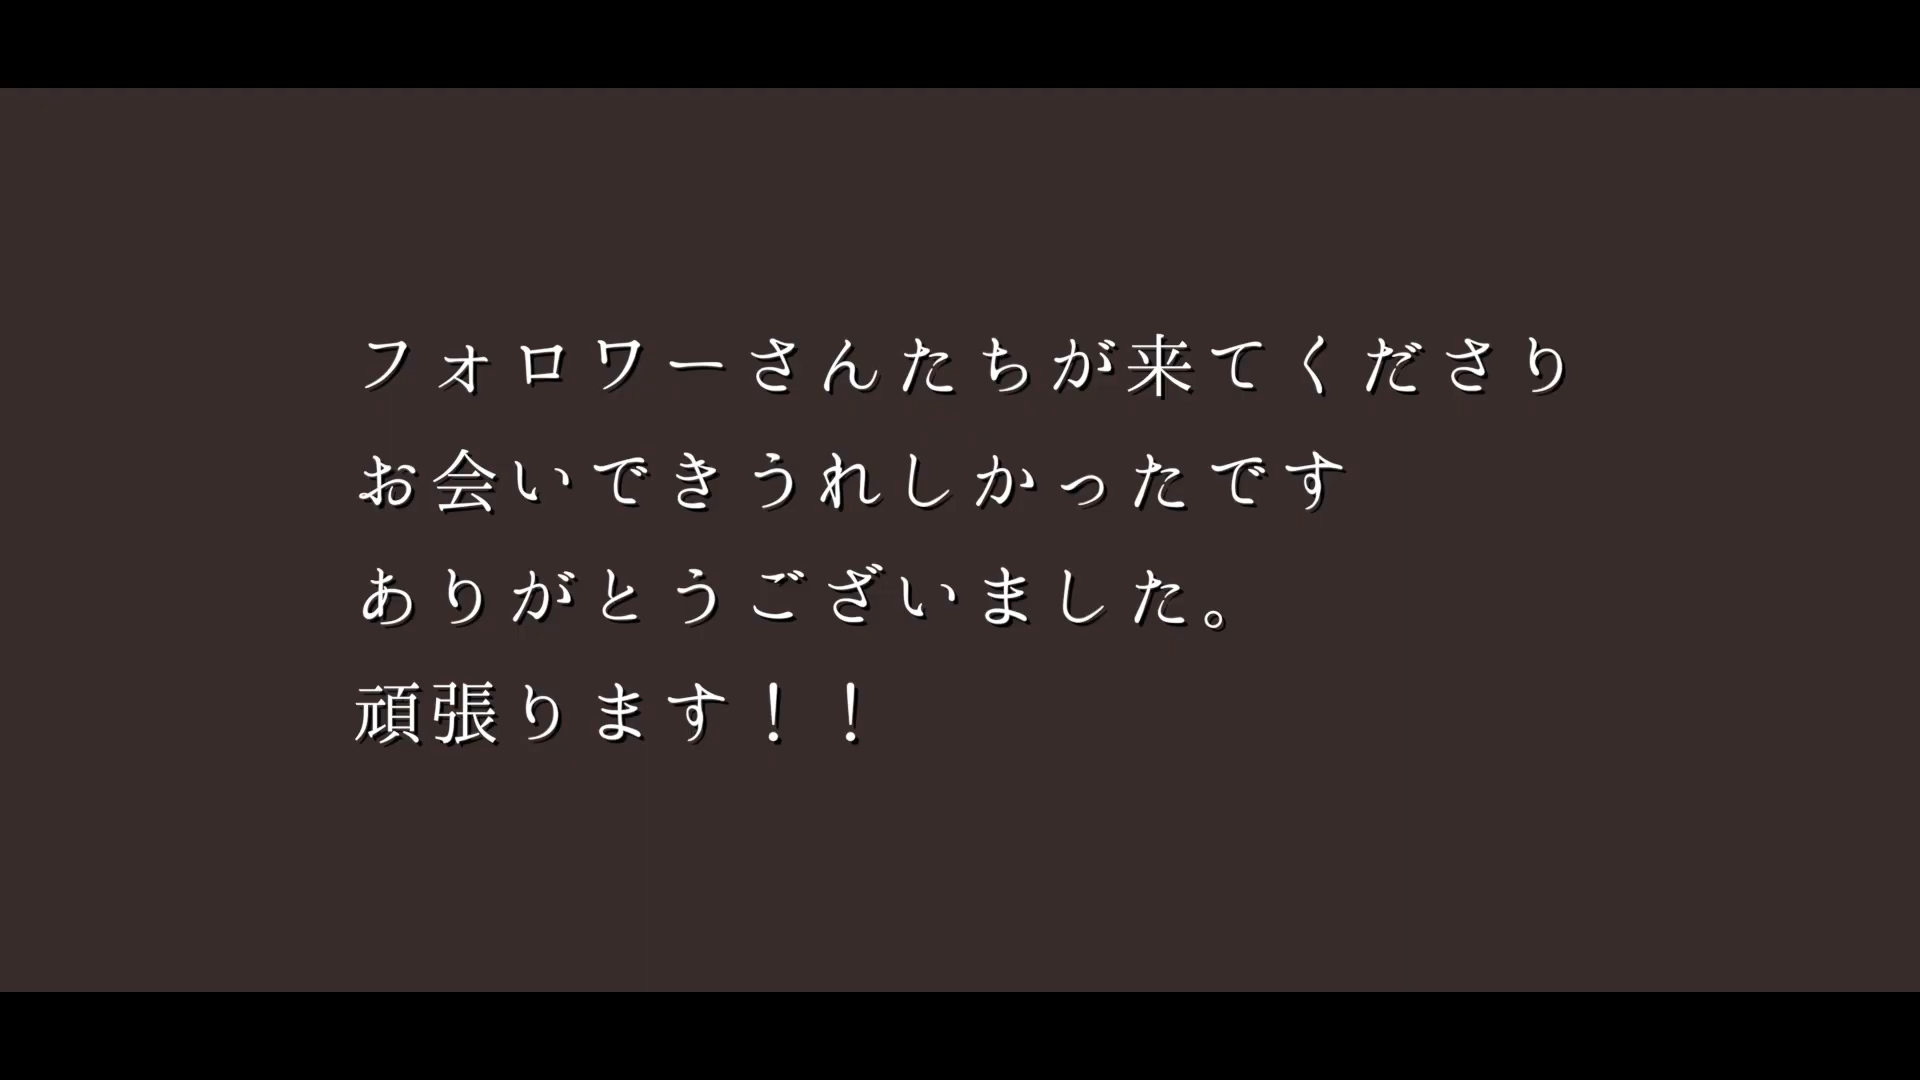 フォロワーさんたちが来てくださり
お会いできうれしかったです
ありがとうございました。
頑張ります！！